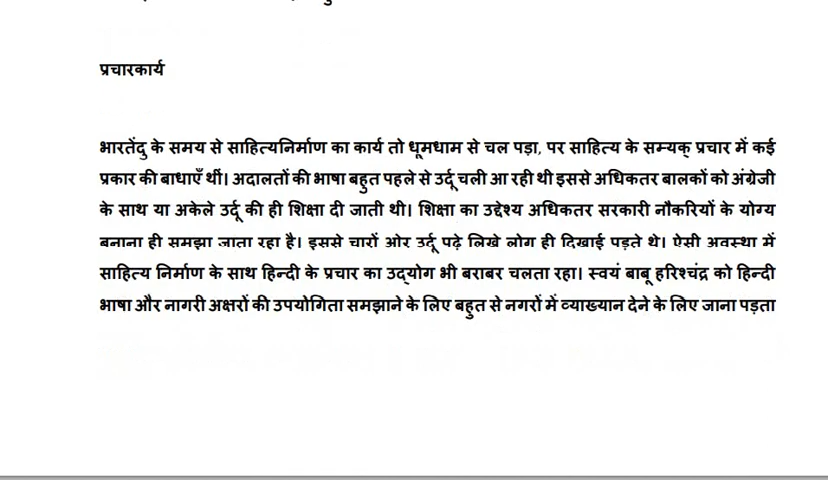 प्रचारकार्य
भारतेंदु के समय से साहित्यनिर्माण का कार्य तो धूमधाम से चल पड़ा, पर साहित्य के सम्यक् प्रचार में कई
प्रकार की बाधाएँ थीं। अदालतों की भाषा बहुत पहले से उर्दू चली आ रही थी इससे अधिकतर बालकों को अंग्रेजी
के साथ या अकेले उर्दू की ही शिक्षा दी जाती थी। शिक्षा का उद्देश्य अधिकतर सरकारी नौकरियों के योग्य
बनाना ही समझा जाता रहा है। इससे चारों ओर उर्दू पढ़े लिखे लोग ही दिखाई पड़ते थे। ऐसी अवस्था में
साहित्य निर्माण के साथ हिन्दी के प्रचार का उद्योग भी बराबर चलता रहा। स्वयं बाबू हरिश्चंद्र को हिन्दी
भाषा और नागरी अक्षरों की उपयोगिता समझाने के लिए बहुत से नगरों में व्याख्यान देने के लिए जाना पड़ता